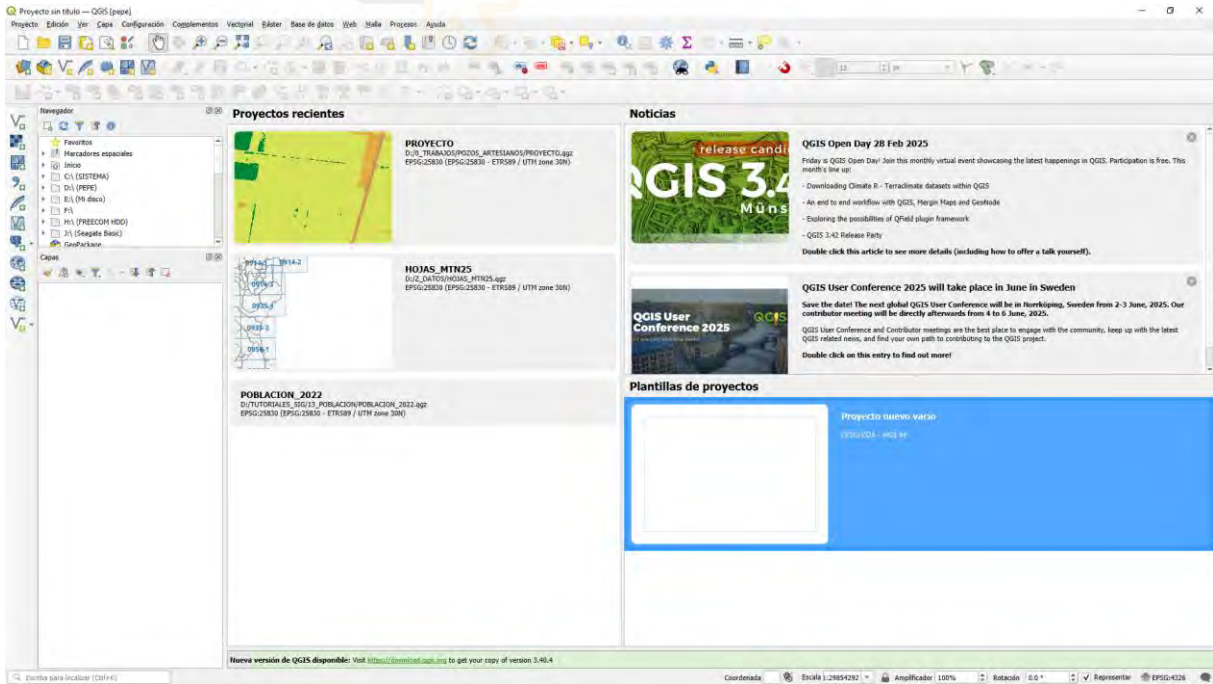 Proyecto sin título — QGIS [pepe]
Proyecto Edición Ver Capa Configuración Complementos Vectorial Ráster Base de datos Web Malla Procesos Ayuda
Navegador
Favoritos
Marcadores espaciales
Inicio
C:\ (SISTEMA)
D:\ (PEPE)
E:\ (Mi disco)
F:\
H:\ (FREECOM HDD)
J:\ (Seagate Basic)
GeoPackage
Capas
Proyectos recientes
PROYECTO
D:/0_TRABAJOS/POZOS_ARTESIANOS/PROYECTO.qgz
EPSG:25830 (EPSG:25830 - ETRS89 / UTM zone 30N)
0914-2
HOJAS_MTN25
D:/Z_DATOS/HOJAS_MTN25.qgz
EPSG:25830 (EPSG:25830 - ETRS89 / UTM zone 30N)
0956-1
POBLACION_2022
D:/TUTORIALES_SIG/13_POBLACION/POBLACION_2022.qgz
EPSG:25830 (EPSG:25830 - ETRS89 / UTM zone 30N)
Noticias
release candi
QGIS 3.4
Müns
QGIS Open Day 28 Feb 2025
Friday is QGIS Open Day! Join this monthly virtual event showcasing the latest happenings in QGIS. Participation is free. This
month's line up:
- Downloading Climate R - Terraclimate datasets within QGIS
- An end to end workflow with QGIS, Mergin Maps and GeoNode
- Exploring the possibilities of QField plugin framework
- QGIS 3.42 Release Party
Double click this article to see more details (including how to offer a talk yourself).
QGIS User
Conference 2025
QGIS
QGIS User Conference 2025 will take place in June in Sweden
Save the date! The next global QGIS User Conference will be in Norrköping, Sweden from 2-3 June, 2025. Our
contributor meeting will be directly afterwards from 4 to 6 June, 2025.
QGIS User Conference and Contributor meetings are the best place to engage with the community, keep up with the latest
QGIS related news, and find your own path to contributing to the QGIS project.
Double click on this entry to find out more!
Plantillas de proyectos
Proyecto nuevo vacío
EPSG:4326 - WGS 84
Nueva versión de QGIS disponible: Visit https://download.qgis.org to get your copy of version 3.40.4
Escriba para localizar (Ctrl+K)
Coordenada
Escala 1:29854292
Amplificador 100%
Rotación 0.0 °
Representar
EPSG:4326